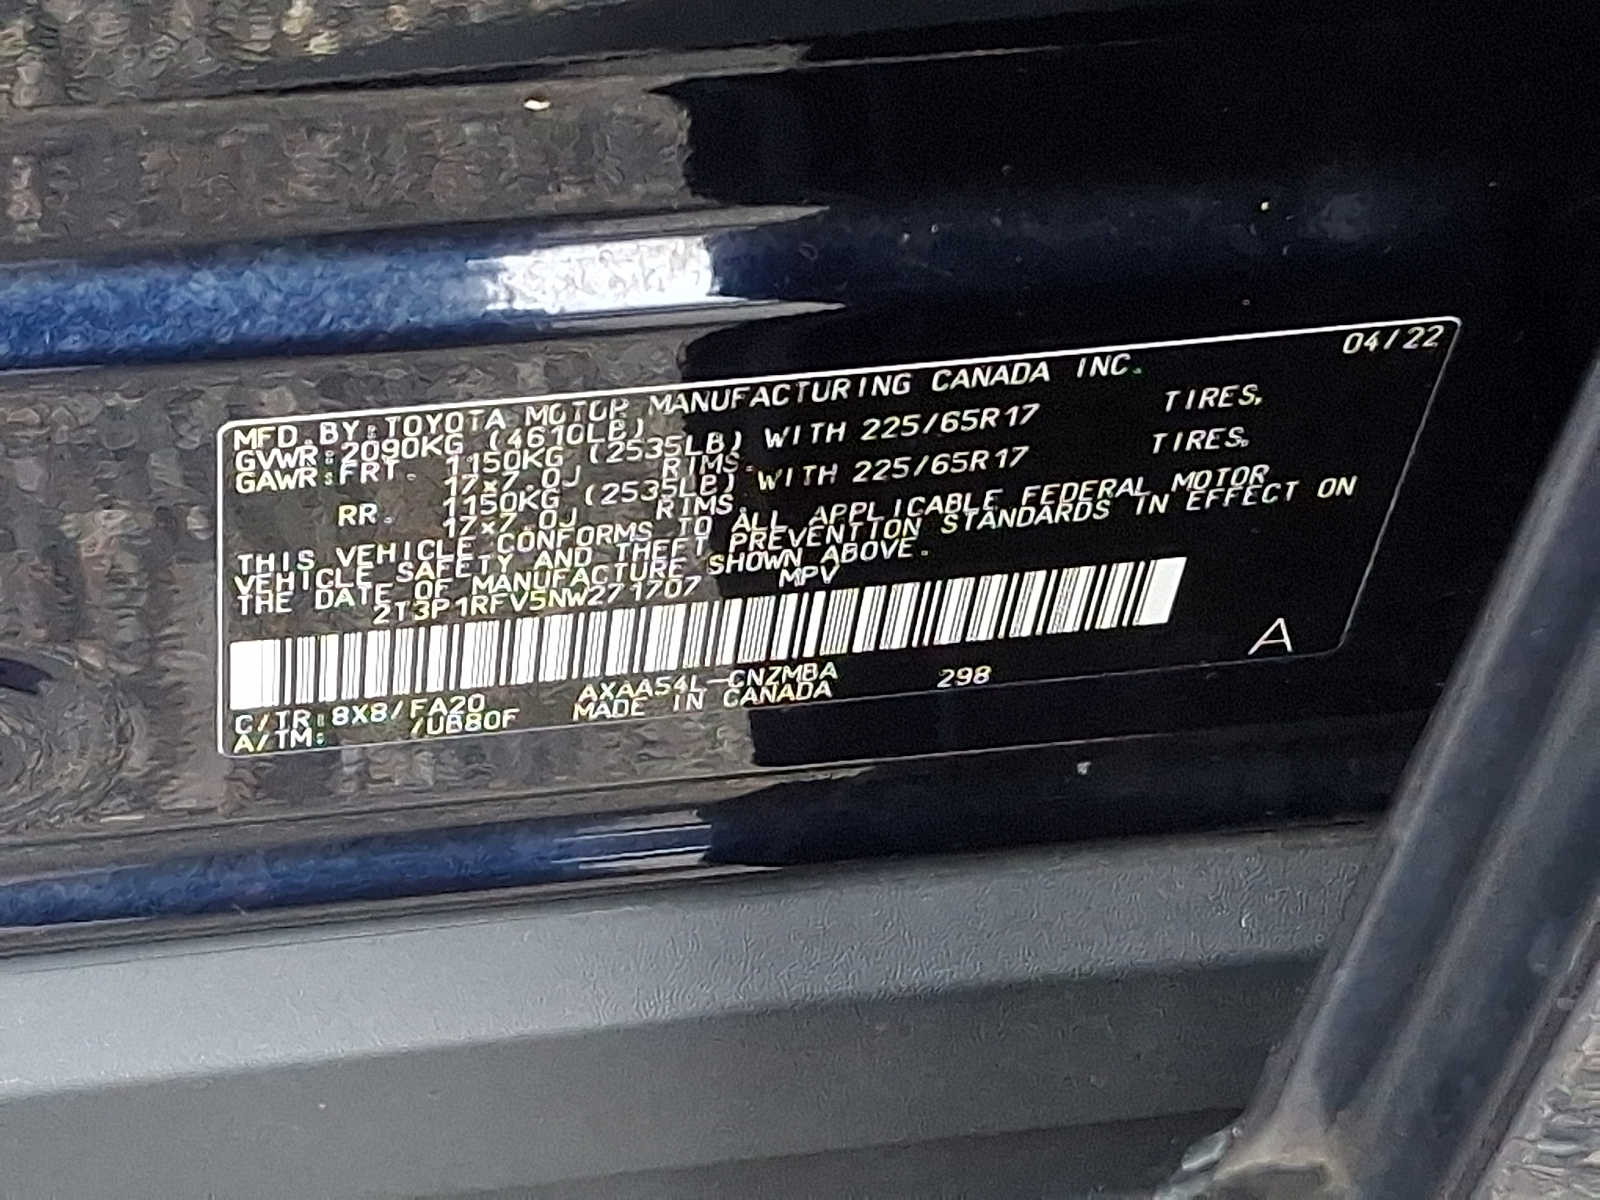 04/22
MFD.BY:TOYOTA MOTOR MANUFACTURING CANADA INC.
GVWR:2090KG (4610LB)
GAWR:FRT. 1150KG (2535LB) WITH 225/65R17 TIRES,
17x7.0J RIMS.
RR. 1150KG (2535LB) WITH 225/65R17 TIRES,
17x7.0J RIMS.
THIS VEHICLE CONFORMS TO ALL APPLICABLE FEDERAL MOTOR
VEHICLE SAFETY AND THEFT PREVENTION STANDARDS IN EFFECT ON
THE DATE OF MANUFACTURE SHOWN ABOVE.
2T3P1RFV5NW271707 MPV
A
C/TR:8X8/FA20 AXAA54L-CNZMBA 298
A/TM: /UB80F MADE IN CANADA